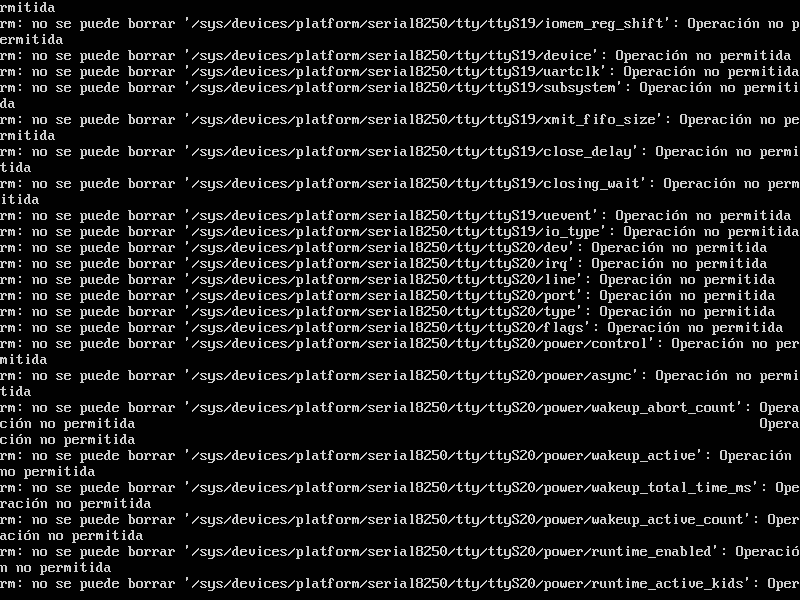 rmitida
rm: no se puede borrar '/sys/devices/platform/serial8250/tty/ttyS19/iomem_reg_shift': Operación no p
ermitida
rm: no se puede borrar '/sys/devices/platform/serial8250/tty/ttyS19/device': Operación no permitida
rm: no se puede borrar '/sys/devices/platform/serial8250/tty/ttyS19/uartclk': Operación no permitida
rm: no se puede borrar '/sys/devices/platform/serial8250/tty/ttyS19/subsystem': Operación no permiti
da
rm: no se puede borrar '/sys/devices/platform/serial8250/tty/ttyS19/xmit_fifo_size': Operación no pe
rmitida
rm: no se puede borrar '/sys/devices/platform/serial8250/tty/ttyS19/close_delay': Operación no permi
tida
rm: no se puede borrar '/sys/devices/platform/serial8250/tty/ttyS19/closing_wait': Operación no perm
itida
rm: no se puede borrar '/sys/devices/platform/serial8250/tty/ttyS19/uevent': Operación no permitida
rm: no se puede borrar '/sys/devices/platform/serial8250/tty/ttyS19/io_type': Operación no permitida
rm: no se puede borrar '/sys/devices/platform/serial8250/tty/ttyS20/dev': Operación no permitida
rm: no se puede borrar '/sys/devices/platform/serial8250/tty/ttyS20/irq': Operación no permitida
rm: no se puede borrar '/sys/devices/platform/serial8250/tty/ttyS20/line': Operación no permitida
rm: no se puede borrar '/sys/devices/platform/serial8250/tty/ttyS20/port': Operación no permitida
rm: no se puede borrar '/sys/devices/platform/serial8250/tty/ttyS20/type': Operación no permitida
rm: no se puede borrar '/sys/devices/platform/serial8250/tty/ttyS20/flags': Operación no permitida
rm: no se puede borrar '/sys/devices/platform/serial8250/tty/ttyS20/power/control': Operación no per
mitida
rm: no se puede borrar '/sys/devices/platform/serial8250/tty/ttyS20/power/async': Operación no permi
tida
rm: no se puede borrar '/sys/devices/platform/serial8250/tty/ttyS20/power/wakeup_abort_count': Opera
ción no permitida Opera
ción no permitida
rm: no se puede borrar '/sys/devices/platform/serial8250/tty/ttyS20/power/wakeup_active': Operación
no permitida
rm: no se puede borrar '/sys/devices/platform/serial8250/tty/ttyS20/power/wakeup_total_time_ms': Ope
ración no permitida
rm: no se puede borrar '/sys/devices/platform/serial8250/tty/ttyS20/power/wakeup_active_count': Oper
ación no permitida
rm: no se puede borrar '/sys/devices/platform/serial8250/tty/ttyS20/power/runtime_enabled': Operació
n no permitida
rm: no se puede borrar '/sys/devices/platform/serial8250/tty/ttyS20/power/runtime_active_kids': Oper